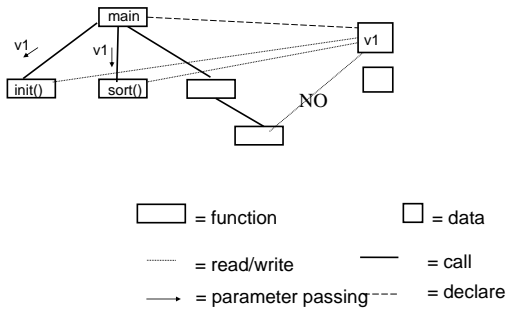 main
v1
v1
v1
init()
sort()
NO
= function
= data
= read/write
= call
= parameter passing
= declare